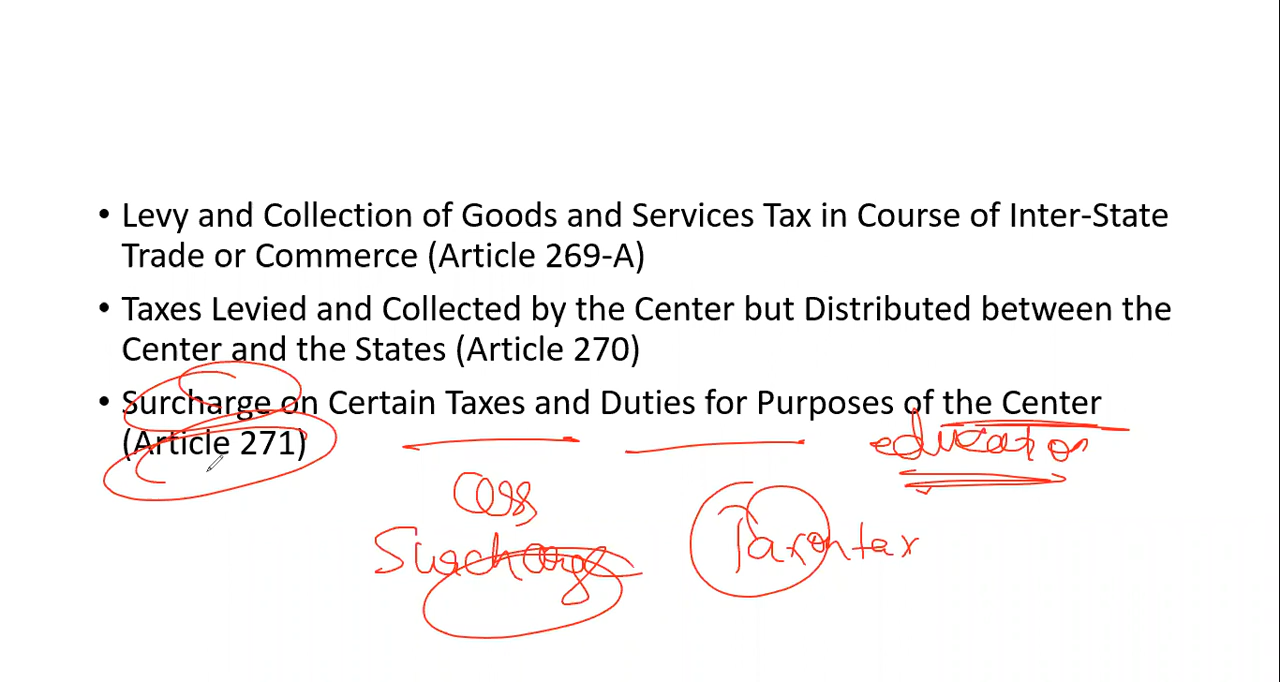 • Levy and Collection of Goods and Services Tax in Course of Inter-State
Trade or Commerce (Article 269-A)
• Taxes Levied and Collected by the Center but Distributed between the
Center and the States (Article 270)
• Surcharge on Certain Taxes and Duties for Purposes of the Center
(Article 271)
education
Cess
Surcharge
Tax on tax